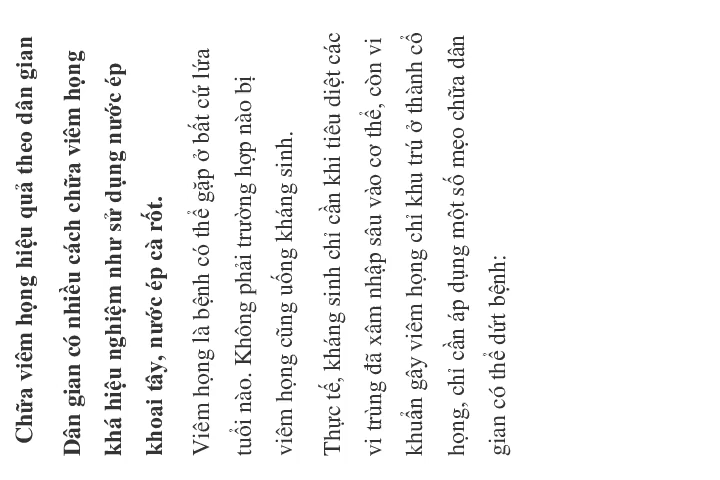 Chữa viêm họng hiệu quả theo dân gian
Dân gian có nhiều cách chữa viêm họng
khá hiệu nghiệm như sử dụng nước ép
khoai tây, nước ép cà rốt.
Viêm họng là bệnh có thể gặp ở bất cứ lứa
tuổi nào. Không phải trường hợp nào bị
viêm họng cũng uống kháng sinh.
Thực tế, kháng sinh chỉ cần khi tiêu diệt các
vi trùng đã xâm nhập sâu vào cơ thể, còn vi
khuẩn gây viêm họng chỉ khu trú ở thành cổ
họng, chỉ cần áp dụng một số mẹo chữa dân
gian có thể dứt bệnh: